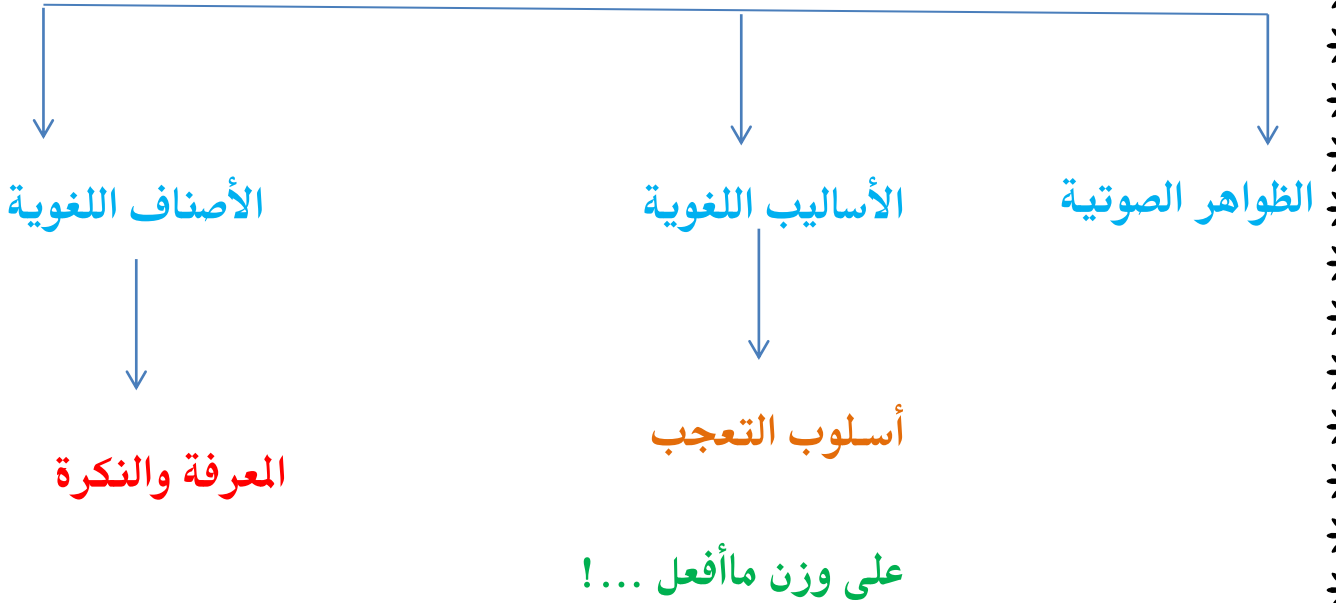 الظواهر الصوتية
الأساليب اللغوية
الأصناف اللغوية
أسلوب التعجب
المعرفة والنكرة
على وزن ماأفعل ...!